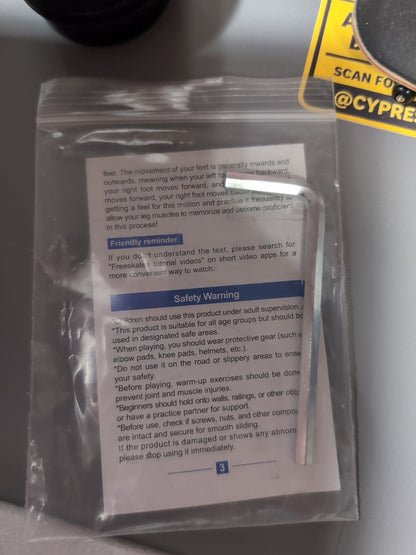 SCAN FO
@CYPRES
feet. The movement of your feet is generally inwards and
outwards, meaning when your left fo backward,
your right foot moves forward, and
moves forward, your right foot moves
getting a feel for this motion and practice it frequently to
allow your leg muscles to memorize and become proficient
in this process!
Friendly reminder
If you don't understand the text, please search for
"Freeskates tutorial videos" on short video apps for a
more convenient way to watch.
Safety Warning
*Children should use this product under adult supervision.
*This product is suitable for all age groups but should be
used in designated safe areas.
*When playing, you should wear protective gear (such
elbow pads, knee pads, helmets, etc.).
*Do not use it on the road or slippery areas to ens
your safety.
*Before playing, warm-up exercises should be done
prevent joint and muscle injuries.
*Beginners should hold onto walls, railings, or other obj
or have a practice partner for support.
*Before use, check if screws, nuts, and other compo
are intact and secure for smooth sliding.
If the product is damaged or shows any abnorm
please stop using it immediately.
3